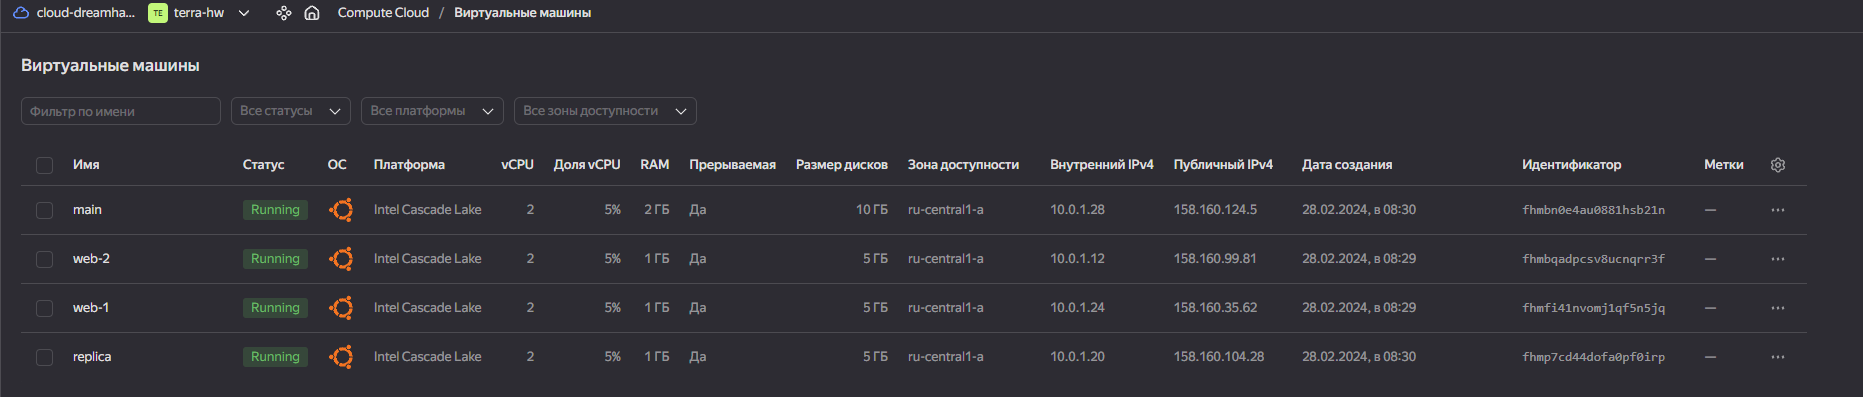 cloud-dreamha... TE terra-hw Compute Cloud / Виртуальные машины
Виртуальные машины
Фильтр по имени Все статусы Все платформы Все зоны доступности
Имя Статус ОС Платформа vCPU Доля vCPU RAM Прерываемая Размер дисков Зона доступности Внутренний IPv4 Публичный IPv4 Дата создания Идентификатор Метки
main Running Intel Cascade Lake 2 5% 2 ГБ Да 10 ГБ ru-central1-a 10.0.1.28 158.160.124.5 28.02.2024, в 08:30 fhmbn0e4au0881hsb21n —
web-2 Running Intel Cascade Lake 2 5% 1 ГБ Да 5 ГБ ru-central1-a 10.0.1.12 158.160.99.81 28.02.2024, в 08:29 fhmbqadpcsv8ucnqrr3f —
web-1 Running Intel Cascade Lake 2 5% 1 ГБ Да 5 ГБ ru-central1-a 10.0.1.24 158.160.35.62 28.02.2024, в 08:29 fhmfi41nvomj1qf5n5jq —
replica Running Intel Cascade Lake 2 5% 1 ГБ Да 5 ГБ ru-central1-a 10.0.1.20 158.160.104.28 28.02.2024, в 08:30 fhmp7cd44dofa0pf0irp —